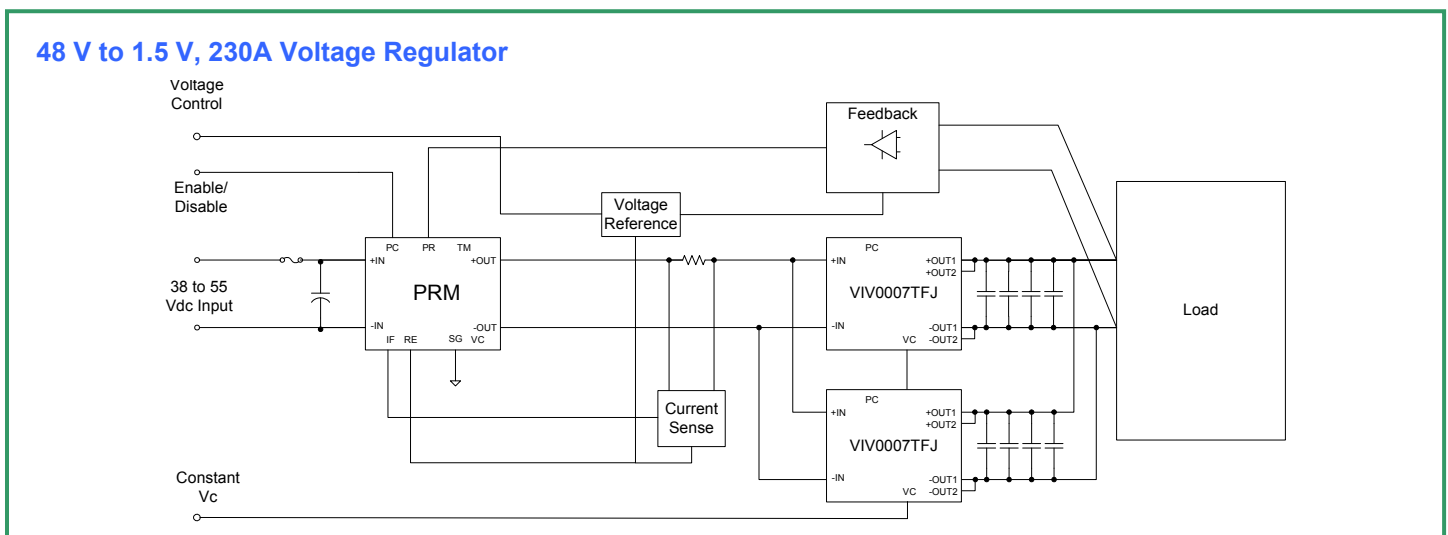 48 V to 1.5 V, 230A Voltage Regulator
Voltage
Control
Enable/
Disable
38 to 55
Vdc Input
Constant
Vc
PC PR TM
+IN +OUT
PRM
-IN -OUT
IF RE SG VC
Voltage
Reference
Current
Sense
Feedback
PC
+IN +OUT1
+OUT2
VIV0007TFJ
-IN -OUT1
VC -OUT2
PC
+IN +OUT1
+OUT2
VIV0007TFJ
-IN -OUT1
VC -OUT2
Load